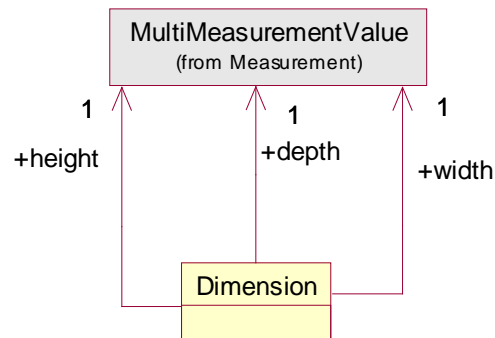 MultiMeasurementValue
(from Measurement)
1
1
1
+height
+depth
+width
Dimension